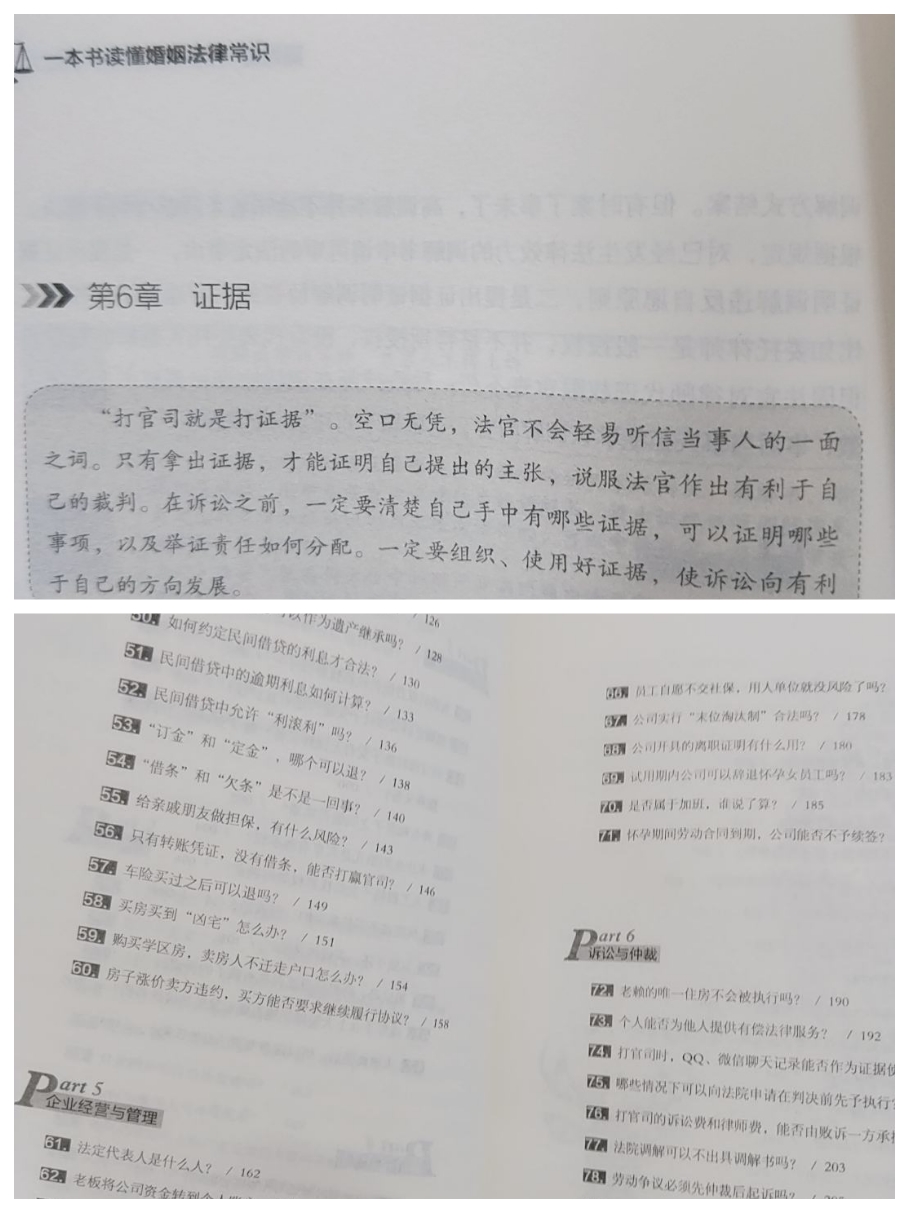 一本书读懂婚姻法律常识
第6章 证据
“打官司就是打证据”。空口无凭，法官不会轻易听信当事人的一面
之词。只有拿出证据，才能证明自己提出的主张，说服法官作出有利于自
己的裁判。在诉讼之前，一定要清楚自己手中有哪些证据，可以证明哪些
事项，以及举证责任如何分配。一定要组织、使用好证据，使诉讼向有利
于自己的方向发展。
以作为遗产继承吗？ / 126
50. 如何约定民间借贷的利息才合法？ / 128
51. 民间借贷中的逾期利息如何计算？ / 130
52. 民间借贷中允许“利滚利”吗？ / 133
53. “订金”和“定金”，哪个可以退？ / 136
54. “借条”和“欠条”是不是一回事？ / 138
55. 给亲戚朋友做担保，有什么风险？ / 140
56. 只有转账凭证，没有借条，能否打赢官司？ / 143
57. 车险买过之后可以退吗？ / 146
58. 买房买到“凶宅”怎么办？ / 149
59. 购买学区房，卖房人不迁走户口怎么办？ / 151
60. 房子涨价卖方违约，买方能否要求继续履行协议？ / 154
/ 158
Part 5
企业经营与管理
61. 法定代表人是什么人？ / 162
62. 老板将公司资金转到个人
66. 员工自愿不交社保，用人单位就没风险了吗？
67. 公司实行“末位淘汰制”合法吗？ / 178
68. 公司开具的离职证明有什么用？ / 180
69. 试用期内公司可以辞退怀孕女员工吗？ / 183
70. 是否属于加班，谁说了算？ / 185
71. 怀孕期间劳动合同到期，公司能否不予续签？
Part 6
诉讼与仲裁
72. 老赖的唯一住房不会被执行吗？ / 190
73. 个人能否为他人提供有偿法律服务？ / 192
74. 打官司时，QQ、微信聊天记录能否作为证据使
75. 哪些情况下可以向法院申请在判决前先予执行？
76. 打官司的诉讼费和律师费，能否由败诉一方承
77. 法院调解可以不出具调解书吗？ / 203
78. 劳动争议必须先仲裁后起诉吗？